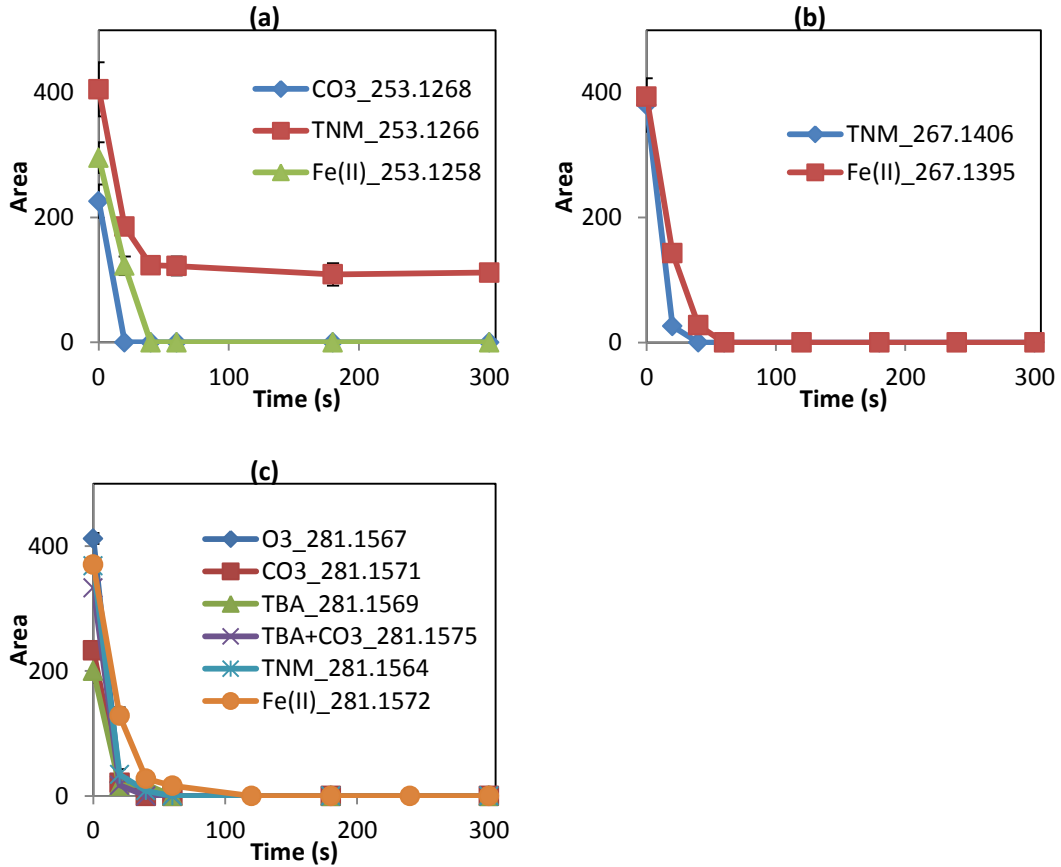 (a)
Area
400
200
0
CO3_253.1268
TNM_253.1266
Fe(II)_253.1258
0 100 200 300
Time (s)
(b)
Area
400
200
0
TNM_267.1406
Fe(II)_267.1395
0 100 200 300
Time (s)
(c)
Area
400
200
0
O3_281.1567
CO3_281.1571
TBA_281.1569
TBA+CO3_281.1575
TNM_281.1564
Fe(II)_281.1572
0 100 200 300
Time (s)